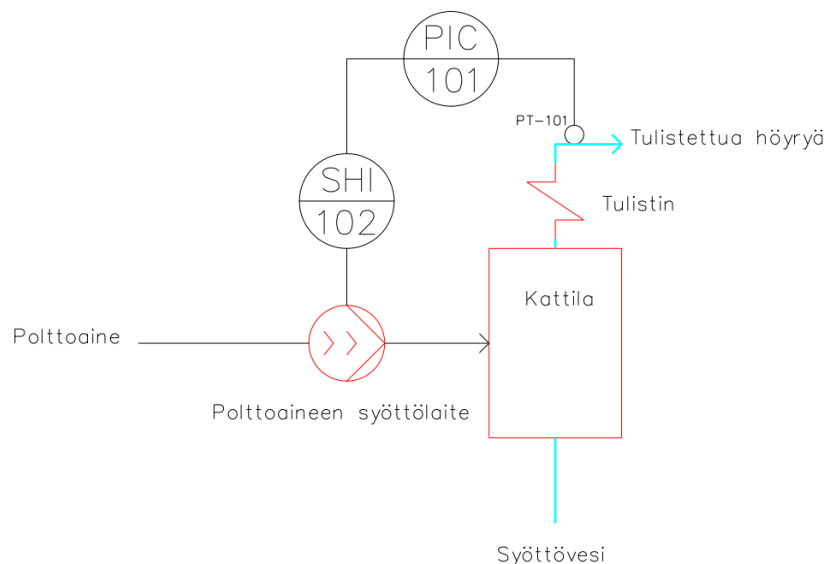 PIC
101
PT-101
Tulistettua höyryä
SHI
102
Tulistin
Kattila
Polttoaine
Polttoaineen syöttölaite
Syöttövesi